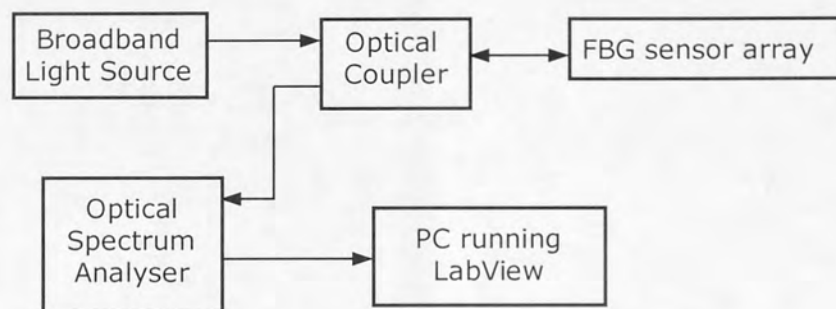 Broadband
Light Source
Optical
Coupler
FBG sensor array
Optical
Spectrum
Analyser
PC running
LabView